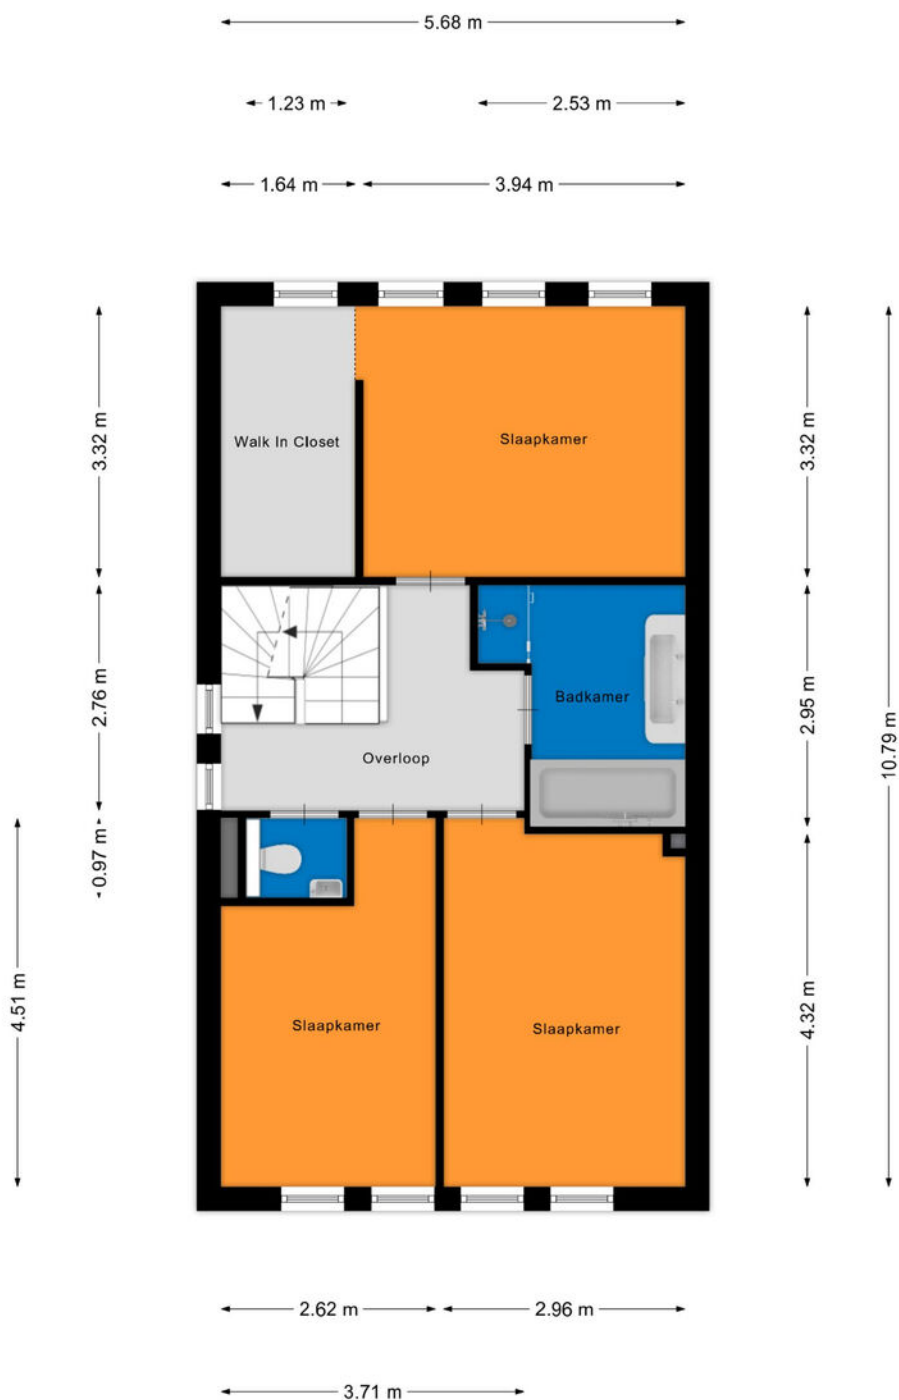 5.68 m
1.23 m
2.53 m
1.64 m
3.94 m
3.32 m
Walk In Closet
Slaapkamer
3.32 m
2.76 m
Badkamer
2.95 m
10.79 m
Overloop
0.97 m
4.51 m
Slaapkamer
Slaapkamer
4.32 m
2.62 m
2.96 m
3.71 m